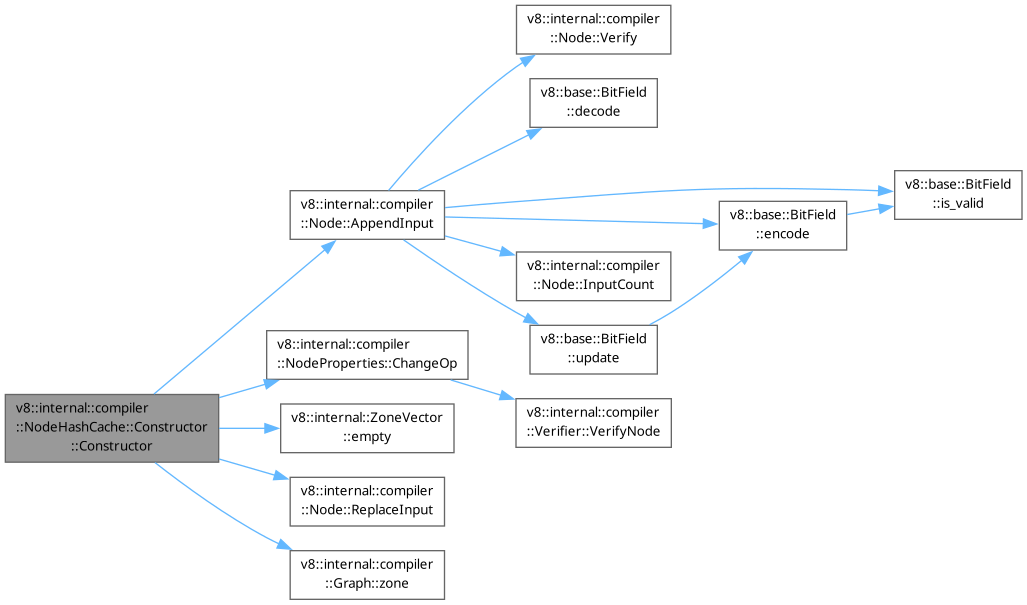 v8::internal::compiler
::Node::Verify
v8::base::BitField
::decode
v8::internal::compiler
::Node::AppendInput
v8::base::BitField
::is_valid
v8::base::BitField
::encode
v8::internal::compiler
::Node::InputCount
v8::base::BitField
::update
v8::internal::compiler
::NodeProperties::ChangeOp
v8::internal::compiler
::NodeHashCache::Constructor
::Constructor
v8::internal::ZoneVector
::empty
v8::internal::compiler
::Verifier::VerifyNode
v8::internal::compiler
::Node::ReplaceInput
v8::internal::compiler
::Graph::zone